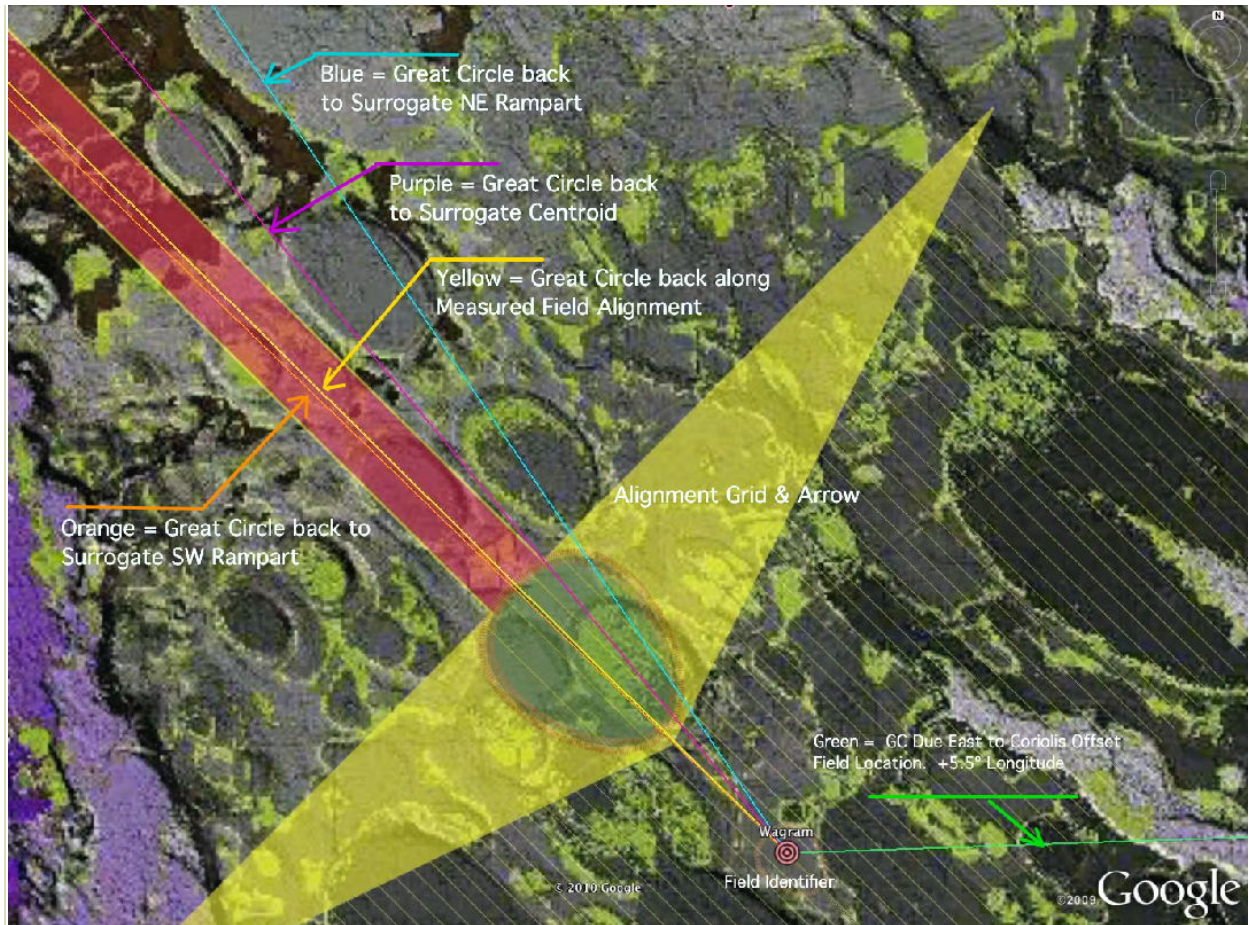 N
Blue = Great Circle back
to Surrogate NE Rampart
Purple = Great Circle back
to Surrogate Centroid
Yellow = Great Circle back along
Measured Field Alignment
Alignment Grid & Arrow
Orange = Great Circle back to
Surrogate SW Rampart
Green = GC Due East to Coriolis Offset
Field Location. +5.5° Longitude
Wagram
Field Identifier
© 2010 Google
©2009 Google